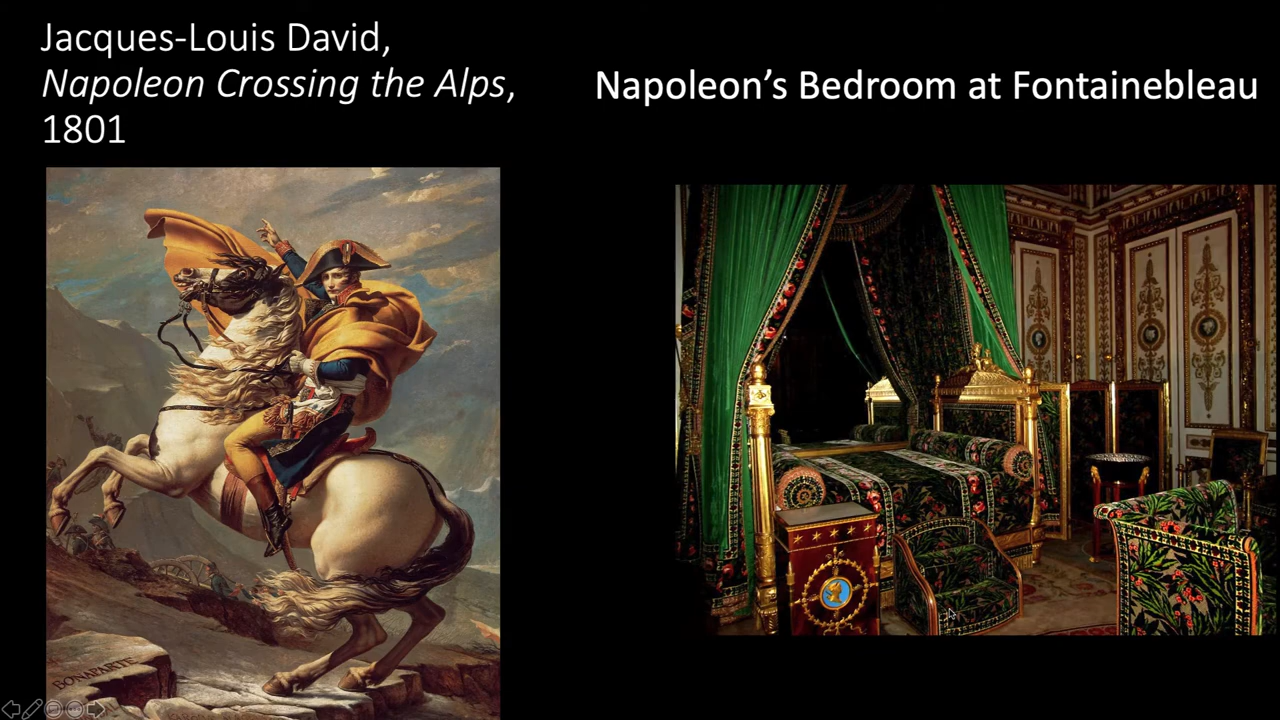 Jacques-Louis David,
Napoleon Crossing the Alps,
1801
Napoleon’s Bedroom at Fontainebleau
BONAPARTE